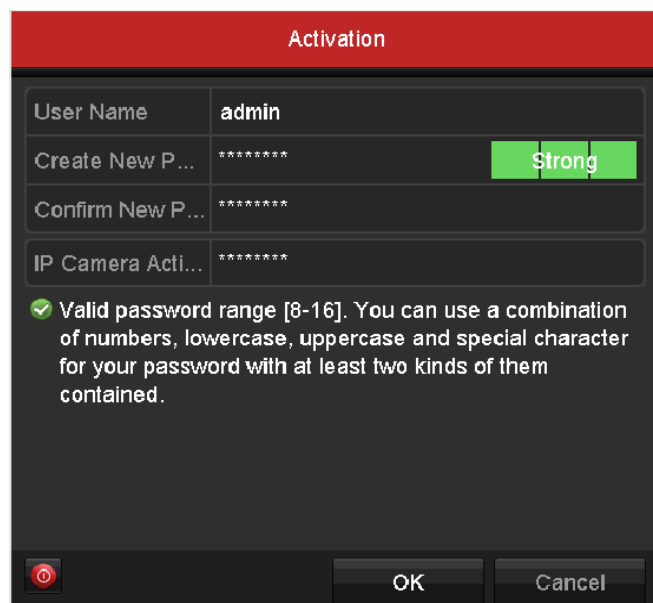 Activation
User Name admin
Create New P... ******** Strong
Confirm New P... ********
IP Camera Acti... ********
Valid password range [8-16]. You can use a combination
of numbers, lowercase, uppercase and special character
for your password with at least two kinds of them
contained.
OK Cancel